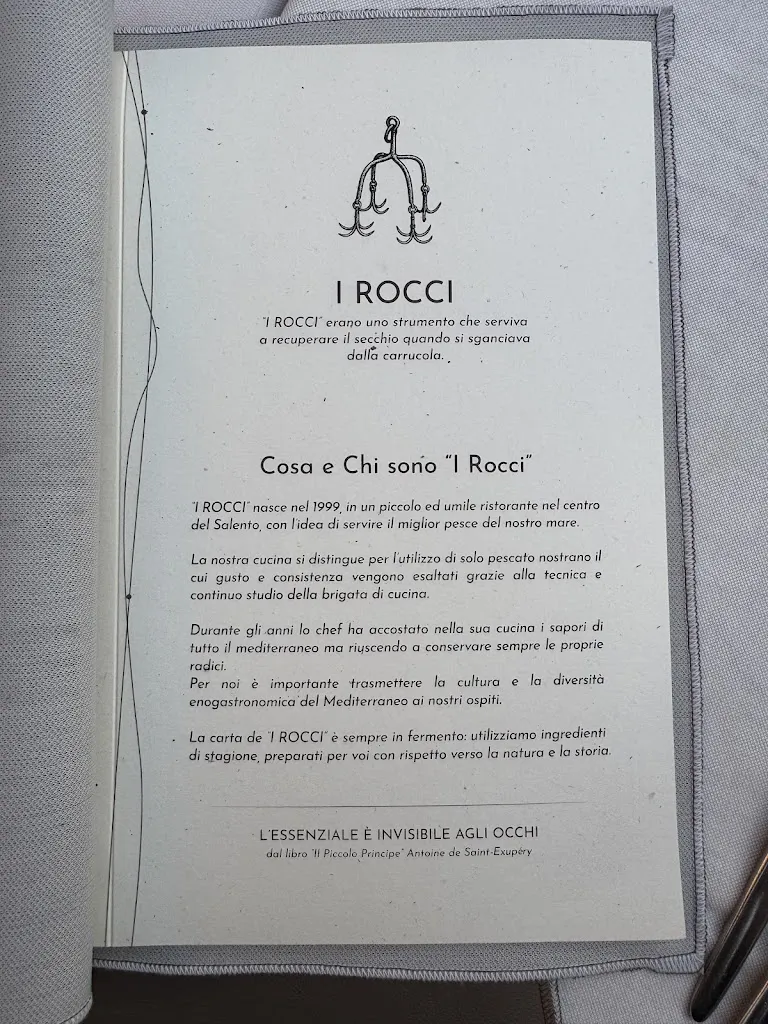 I ROCCI
"I ROCCI" erano uno strumento che serviva
a recuperare il secchio quando si sganciava
dalla carrucola.
Cosa e Chi sono "I Rocci"
"I ROCCI" nasce nel 1999, in un piccolo ed umile ristorante nel centro
del Salento, con l'idea di servire il miglior pesce del nostro mare.
La nostra cucina si distingue per l'utilizzo di solo pescato nostrano il
cui gusto e consistenza vengono esaltati grazie alla tecnica e
continuo studio della brigata di cucina.
Durante gli anni lo chef ha accostato nella sua cucina i sapori di
tutto il mediterraneo ma riuscendo a conservare sempre le proprie
radici.
Per noi è importante trasmettere la cultura e la diversità
enogastronomica del Mediterraneo ai nostri ospiti.
La carta de "I ROCCI" è sempre in fermento: utilizziamo ingredienti
di stagione, preparati per voi con rispetto verso la natura e la storia.
L'ESSENZIALE È INVISIBILE AGLI OCCHI
dal libro "Il Piccolo Principe" Antoine de Saint-Exupéry